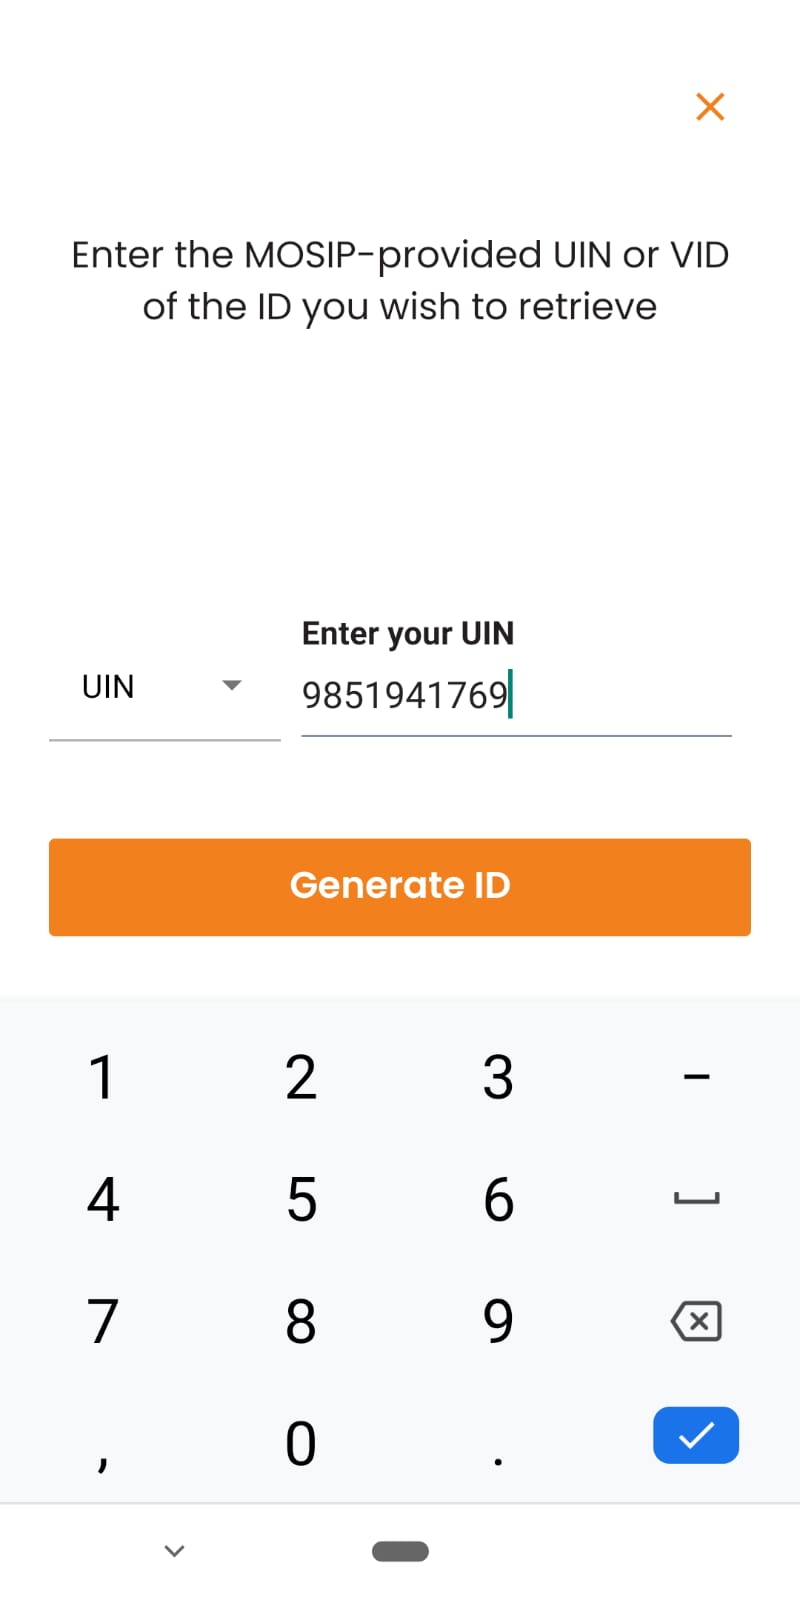 Enter the MOSIP-provided UIN or VID
of the ID you wish to retrieve
Enter your UIN
UIN
9851941769
Generate ID
1 2 3 -
4 5 6
7 8 9
, 0 .